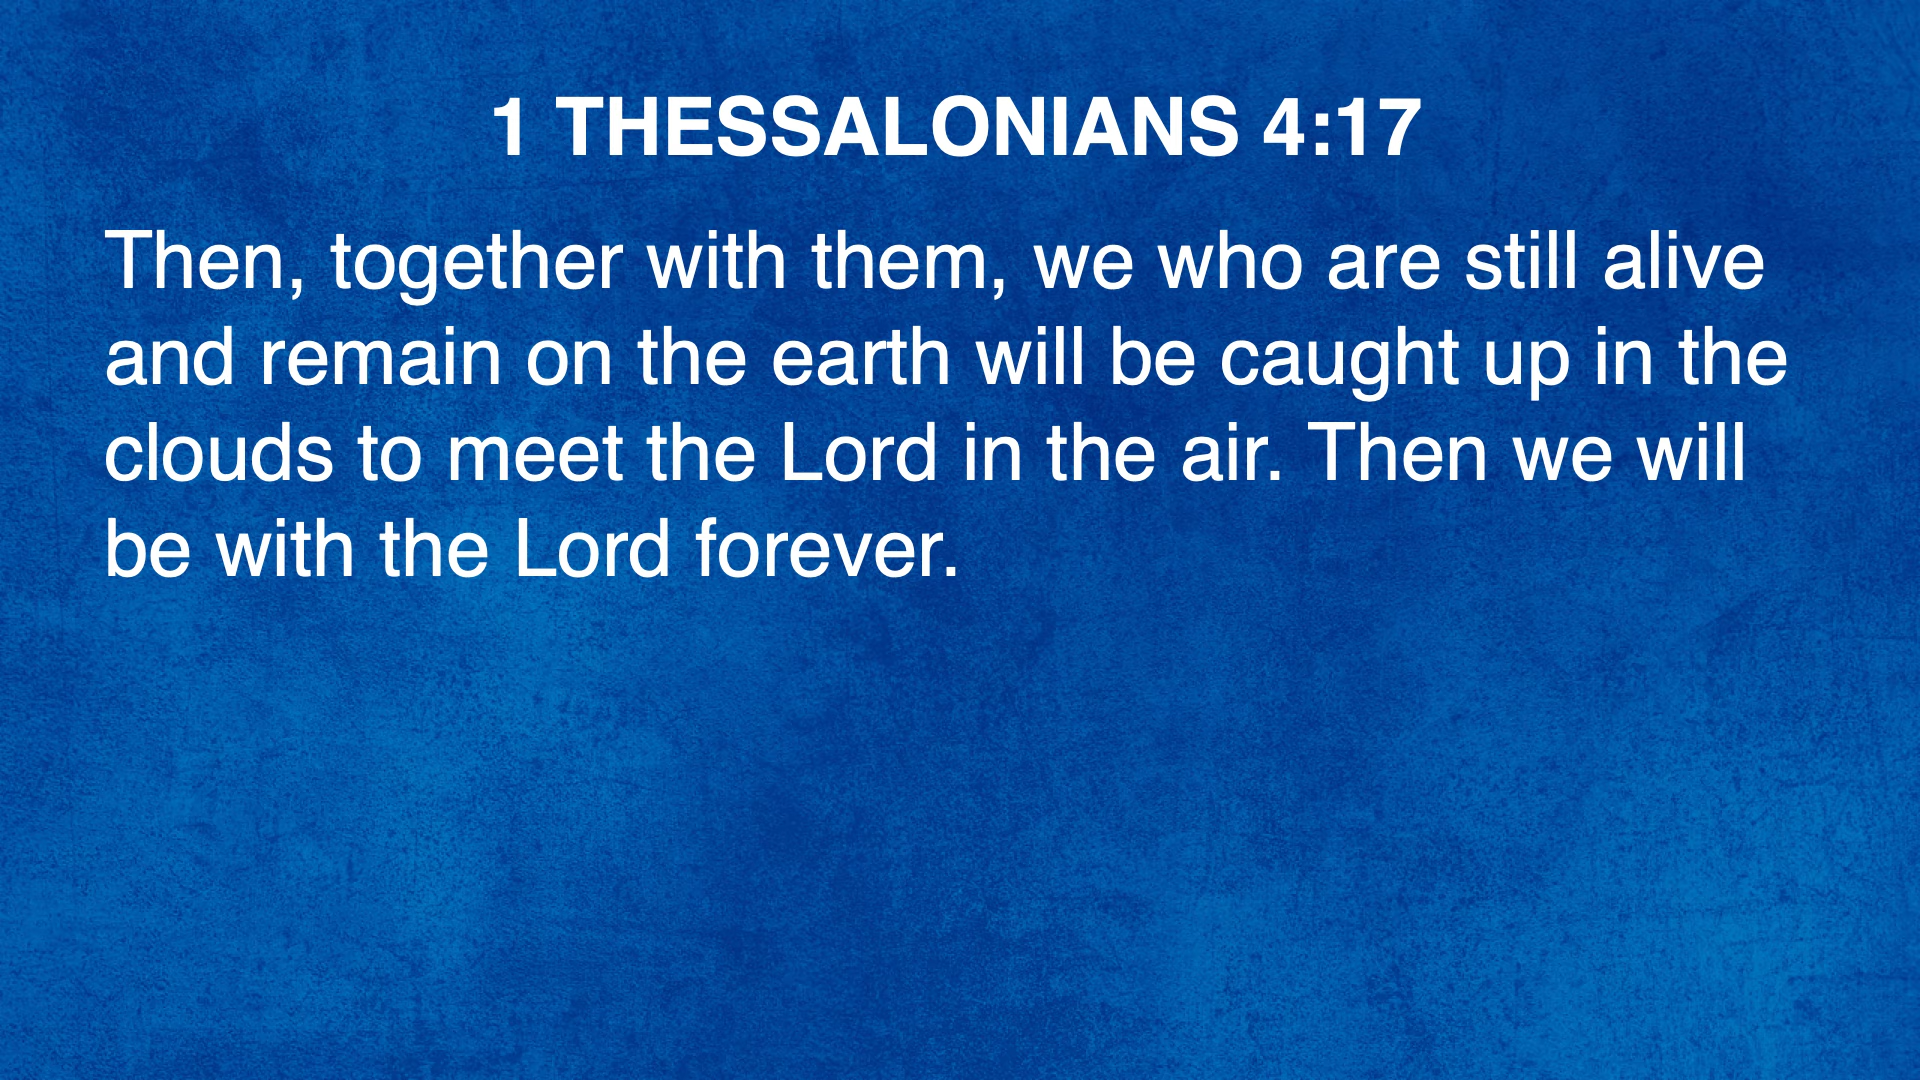 1 THESSALONIANS 4:17
Then, together with them, we who are still alive
and remain on the earth will be caught up in the
clouds to meet the Lord in the air. Then we will
be with the Lord forever.